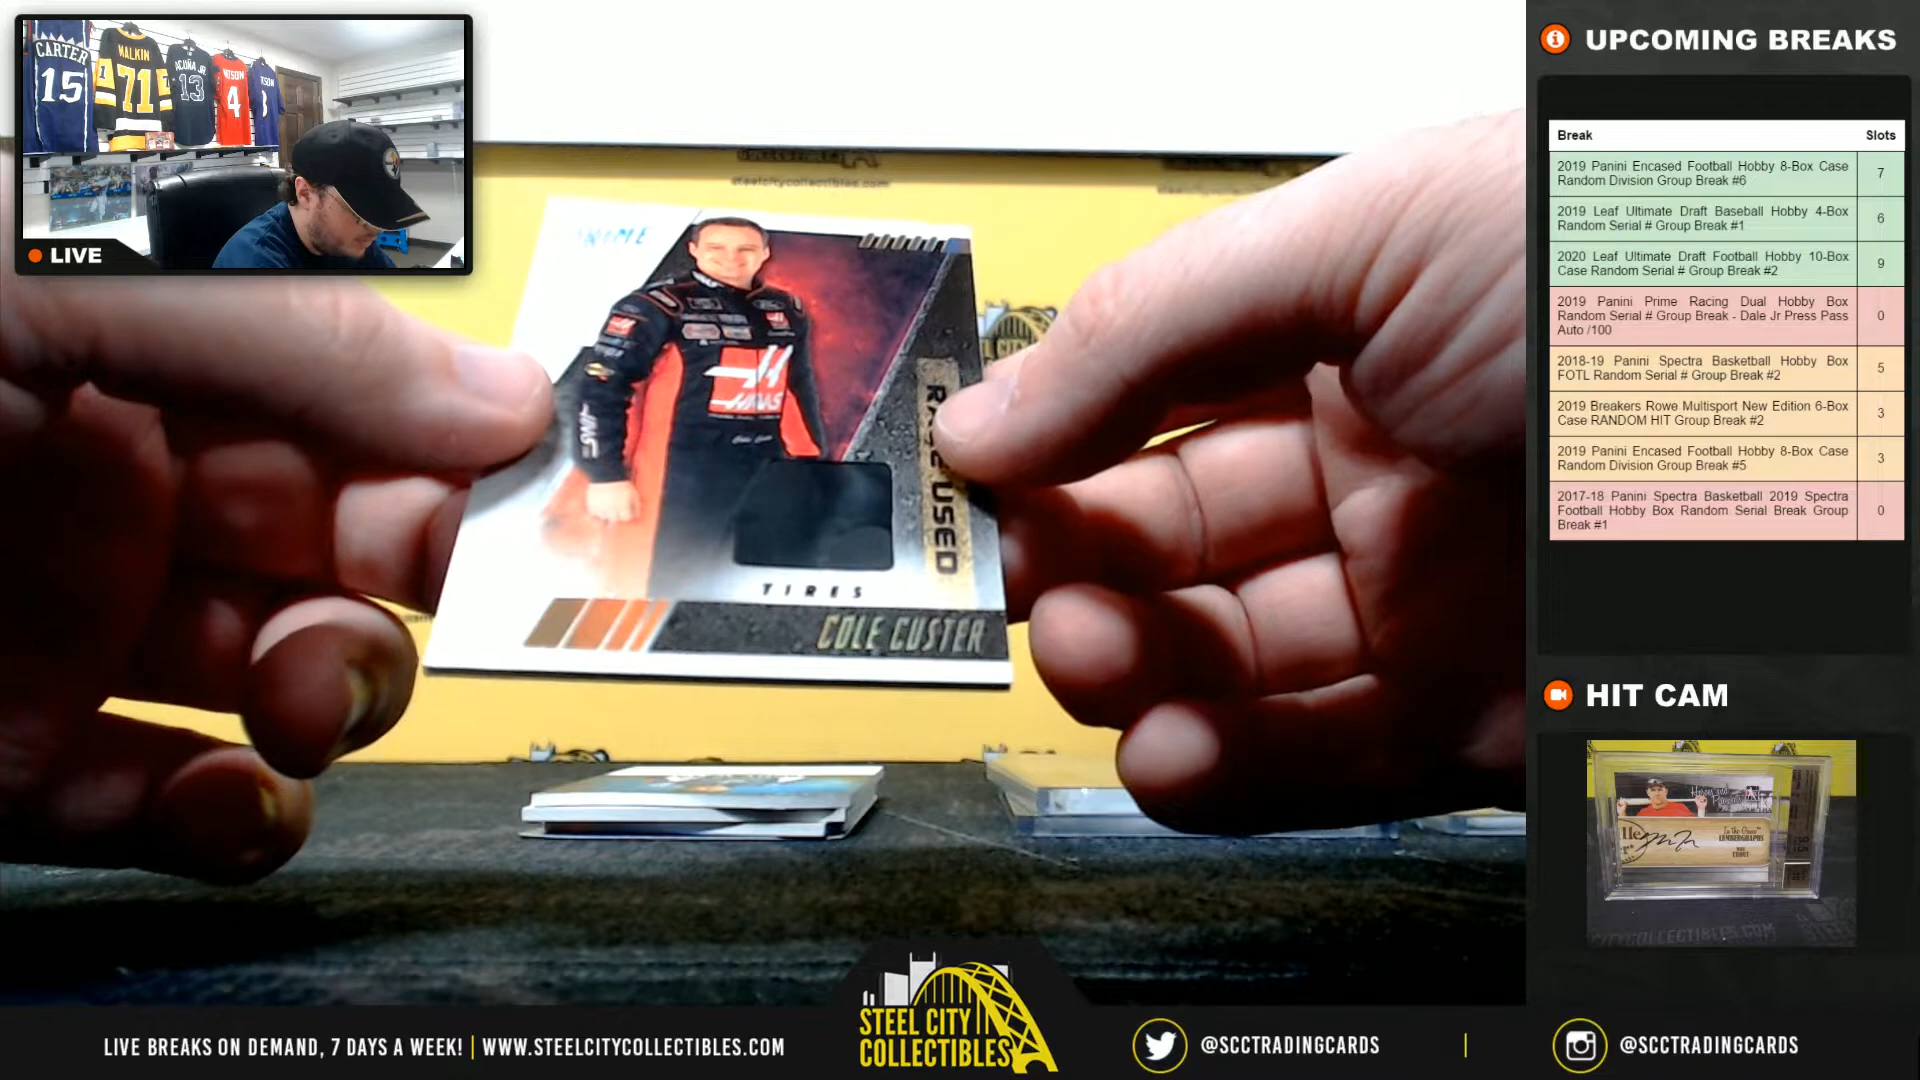 CARTER
15
MALKIN
71
ACUÑA JR.
13
4
LIVE
PRIME
HAAS
RACE USED
TIRES
COLE CUSTER
steelcitycollectibles.com
UPCOMING BREAKS
Break Slots
2019 Panini Encased Football Hobby 8-Box Case
Random Division Group Break #6
7
2019 Leaf Ultimate Draft Baseball Hobby 4-Box
Random Serial # Group Break #1
6
2020 Leaf Ultimate Draft Football Hobby 10-Box
Case Random Serial # Group Break #2
9
2019 Panini Prime Racing Dual Hobby Box
Random Serial # Group Break - Dale Jr Press Pass
Auto /100
0
2018-19 Panini Spectra Basketball Hobby Box
FOTL Random Serial # Group Break #2
5
2019 Breakers Rowe Multisport New Edition 6-Box
Case RANDOM HIT Group Break #2
3
2019 Panini Encased Football Hobby 8-Box Case
Random Division Group Break #5
3
2017-18 Panini Spectra Basketball 2019 Spectra
Football Hobby Box Random Serial Break Group
Break #1
0
HIT CAM
LIVE BREAKS ON DEMAND, 7 DAYS A WEEK! | WWW.STEELCITYCOLLECTIBLES.COM
STEEL CITY
COLLECTIBLES
@SCCTRADINGCARDS
@SCCTRADINGCARDS